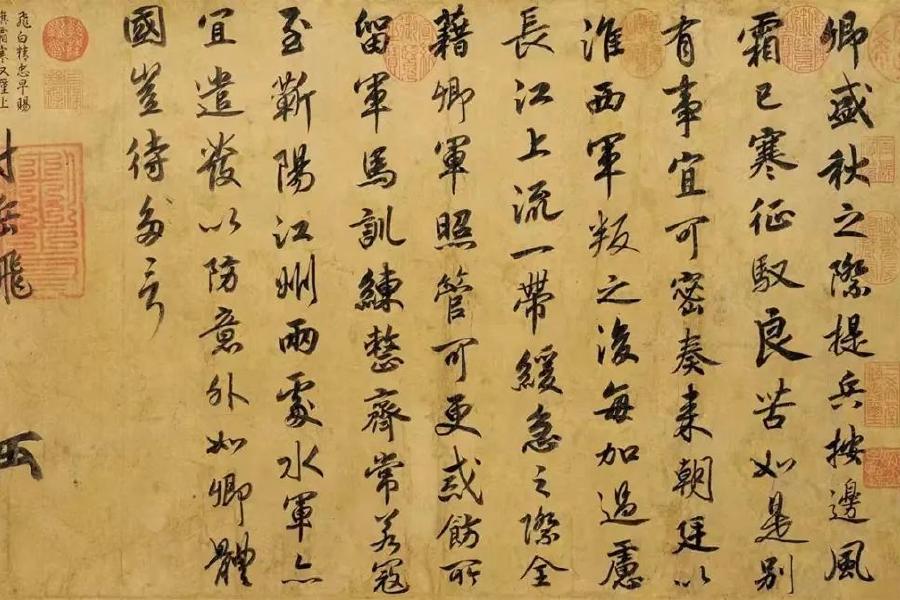 卿盛秋之際提兵按邊風
霜已寒征馭良苦如是別
有事宜可密奏来朝廷以
淮西軍叛之後每加過慮
長江上流一帶緩急之際全
藉卿軍照管可更戒飭所
留軍馬訓練整齊常若寇
至蘄陽江州兩處水軍亦
宜遣發以防意外如卿體
國豈待多言
付岳飛